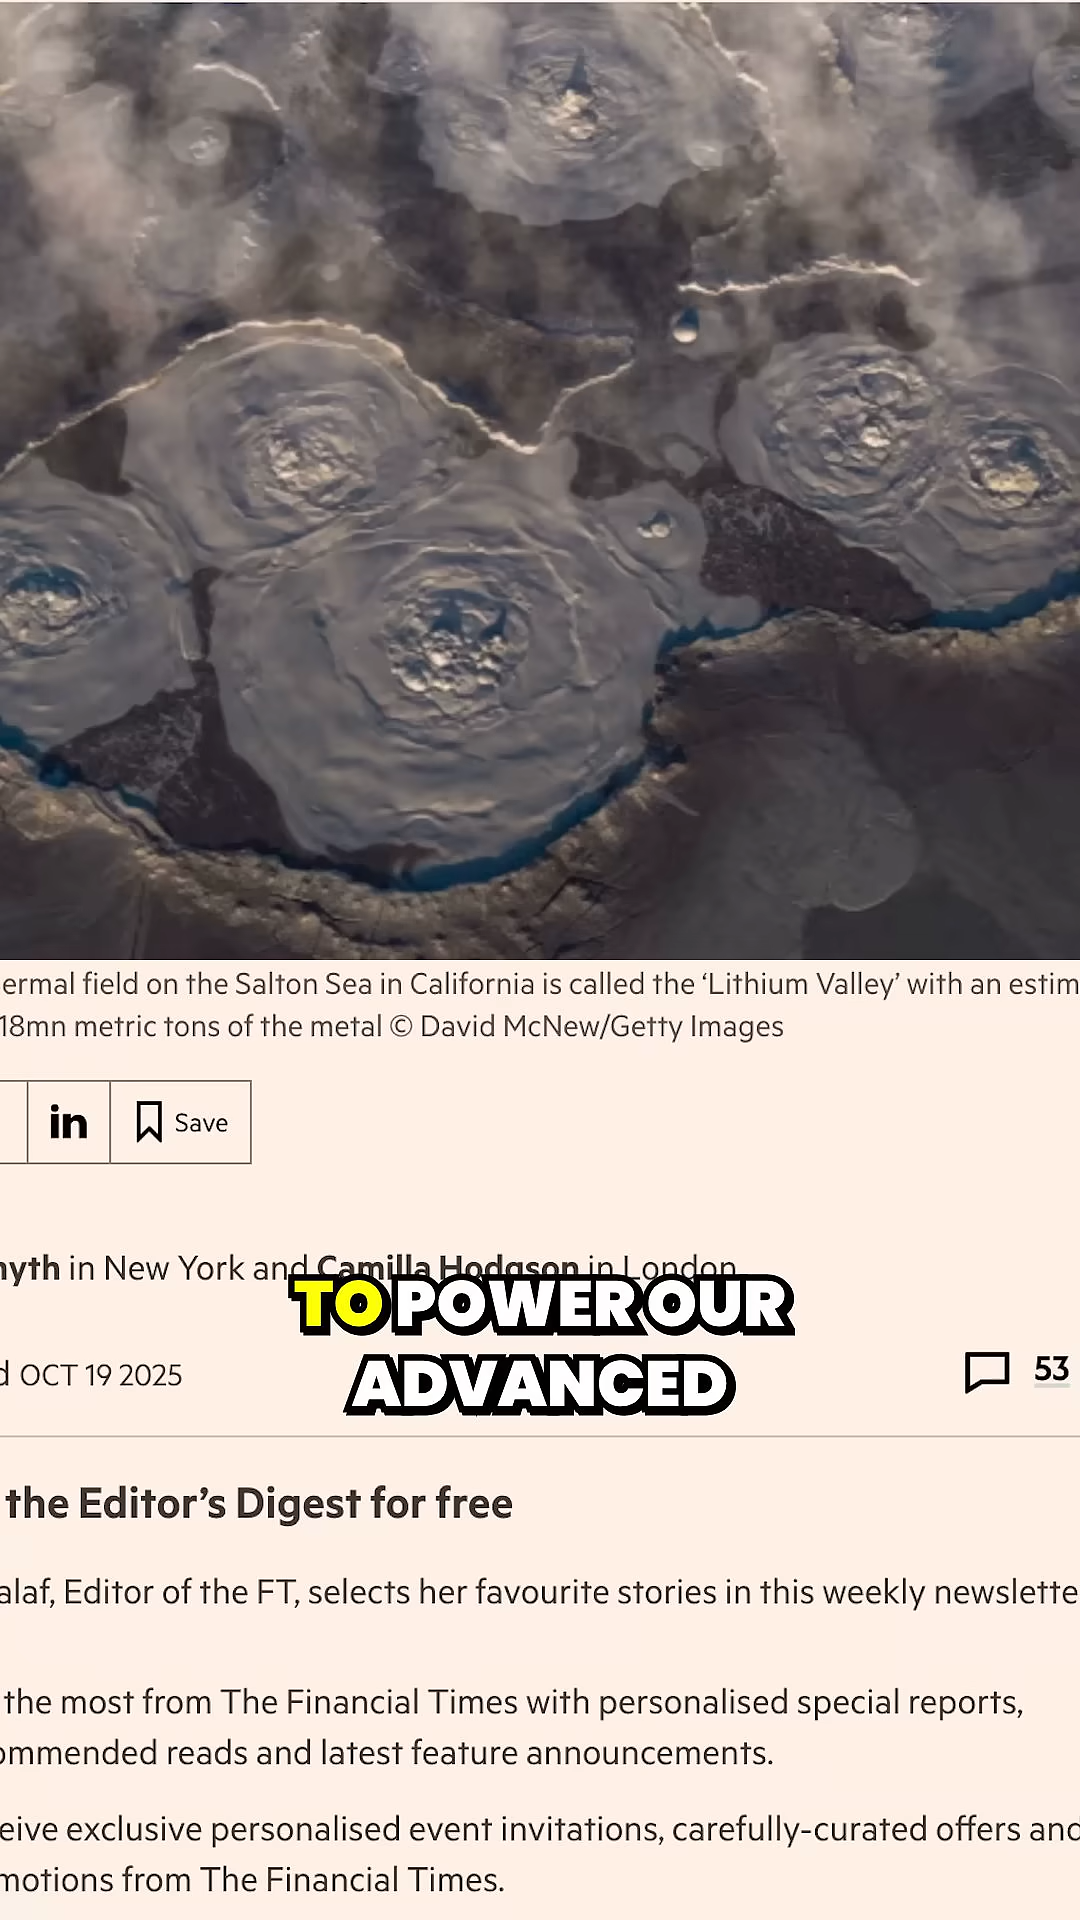 ermal field on the Salton Sea in California is called the ‘Lithium Valley’ with an estim
18mn metric tons of the metal © David McNew/Getty Images
in Save
myth in New York and Camilla Hodgson in London
TO POWER OUR
ADVANCED
d OCT 19 2025 53
the Editor’s Digest for free
alaf, Editor of the FT, selects her favourite stories in this weekly newslette
the most from The Financial Times with personalised special reports,
ommended reads and latest feature announcements.
eive exclusive personalised event invitations, carefully-curated offers and
motions from The Financial Times.